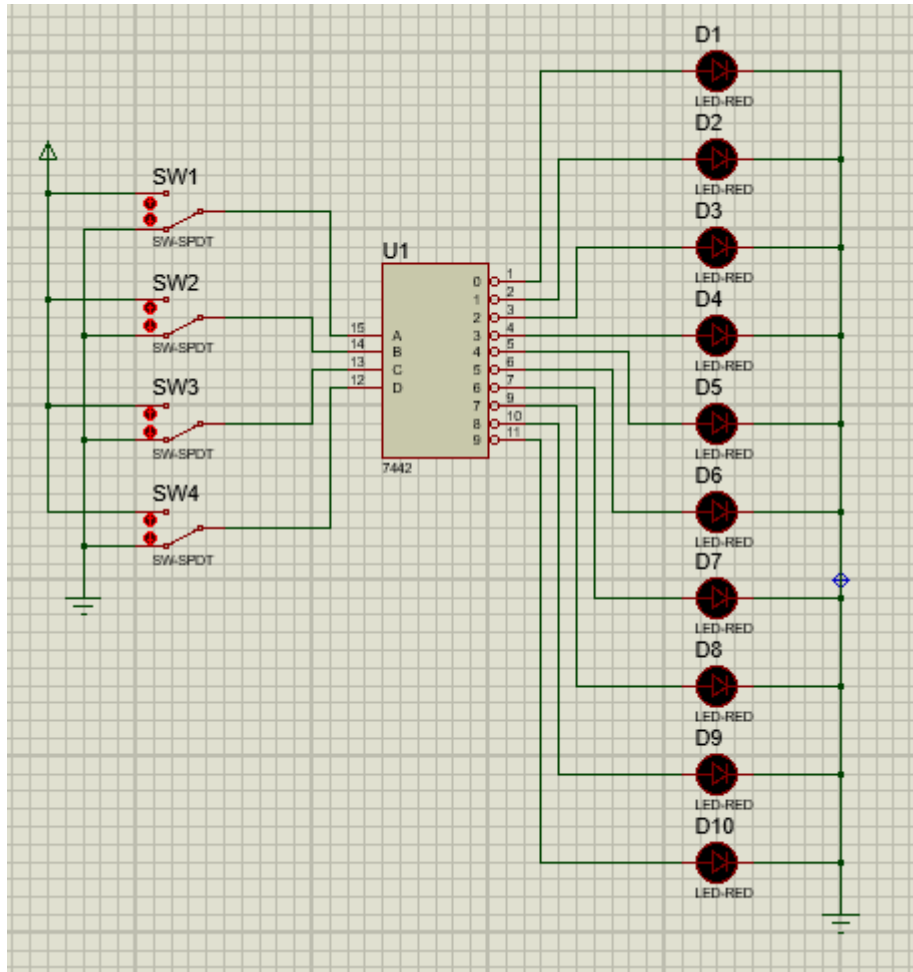 D1
LED-RED
D2
LED-RED
D3
LED-RED
D4
LED-RED
D5
LED-RED
D6
LED-RED
D7
LED-RED
D8
LED-RED
D9
LED-RED
D10
LED-RED
SW1
SW-SPDT
SW2
SW-SPDT
SW3
SW-SPDT
SW4
SW-SPDT
U1
15 A
14 B
13 C
12 D
0 1
1 2
2 3
3 4
4 5
5 6
6 7
7 9
8 10
9 11
7442